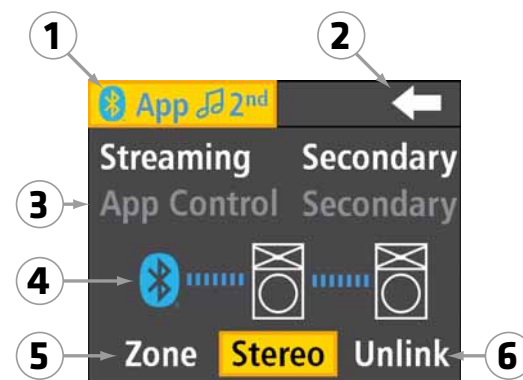 1 2
App 2nd
Streaming Secondary
3 App Control Secondary
4
5 Zone Stereo Unlink 6